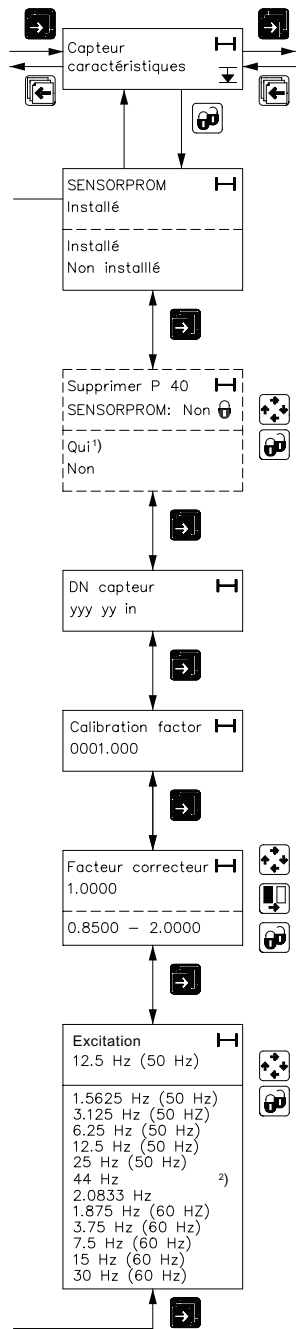 Capteur
caractéristiques
SENSORPROM
Installé
Installé
Non installlé
Supprimer P 40
SENSORPROM: Non
Qui¹)
Non
DN capteur
yyy yy in
Calibration factor
0001.000
Facteur correcteur
1.0000
0.8500 – 2.0000
Excitation
12.5 Hz (50 Hz)
1.5625 Hz (50 Hz)
3.125 Hz (50 HZ)
6.25 Hz (50 Hz)
12.5 Hz (50 Hz)
25 Hz (50 Hz)
44 Hz ²)
2.0833 Hz
1.875 Hz (60 HZ)
3.75 Hz (60 Hz)
7.5 Hz (60 Hz)
15 Hz (60 Hz)
30 Hz (60 Hz)